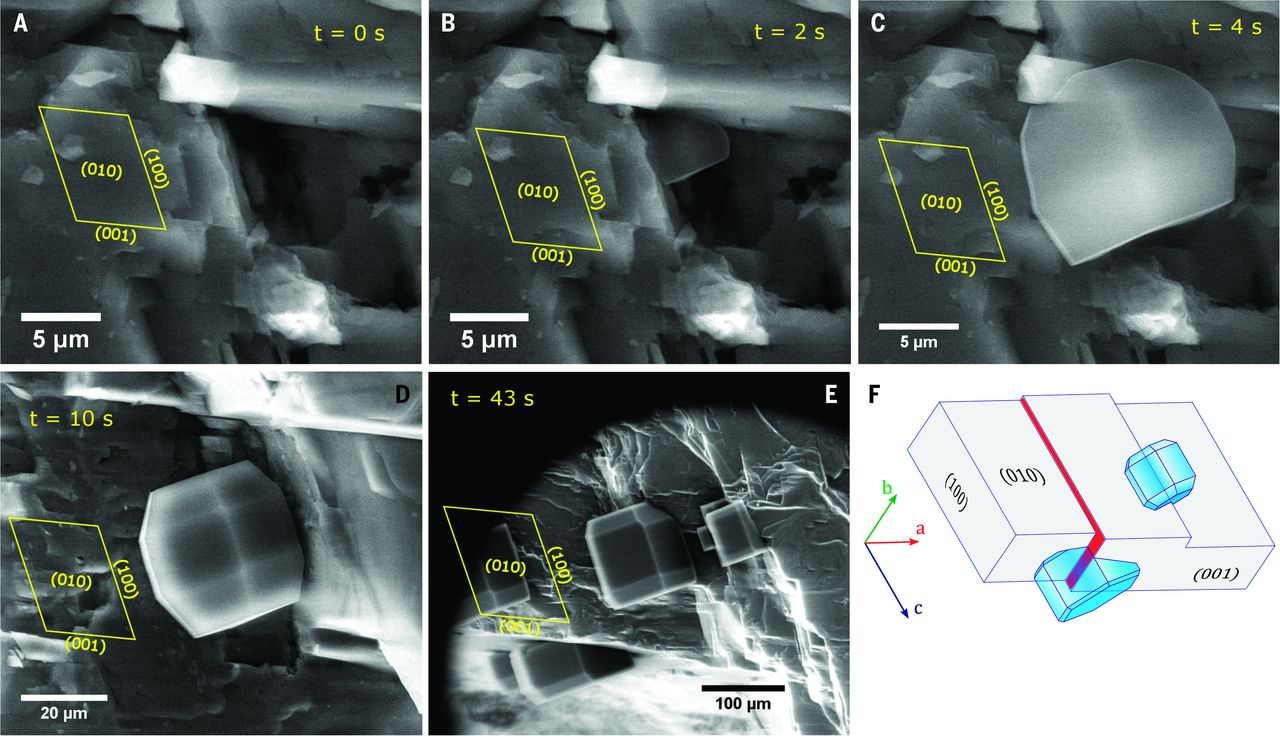 A
t = 0 s
(010)
(100)
(001)
5 µm
B
t = 2 s
(010)
(100)
(001)
5 µm
C
t = 4 s
(010)
(100)
(001)
5 µm
D
t = 10 s
(010)
(100)
(001)
20 µm
E
t = 43 s
(010)
(100)
(001)
100 µm
F
(010)
(100)
(001)
b
a
c